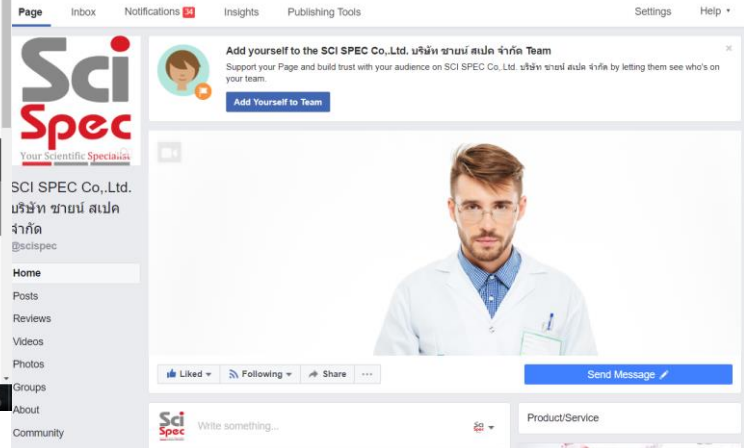 Page Inbox Notifications 34 Insights Publishing Tools Settings Help
Sci
Spec
Your Scientific Specialist
SCI SPEC Co,.Ltd.
บริษัท ซายน์ สเปค
จำกัด
@scispec
Home
Posts
Reviews
Videos
Photos
Groups
About
Community
Add yourself to the SCI SPEC Co,.Ltd. บริษัท ซายน์ สเปค จำกัด Team
Support your Page and build trust with your audience on SCI SPEC Co,.Ltd. บริษัท ซายน์ สเปค จำกัด by letting them see who's on
your team.
Add Yourself to Team
Liked Following Share ...
Send Message
Sci
Spec
Write something...
Product/Service